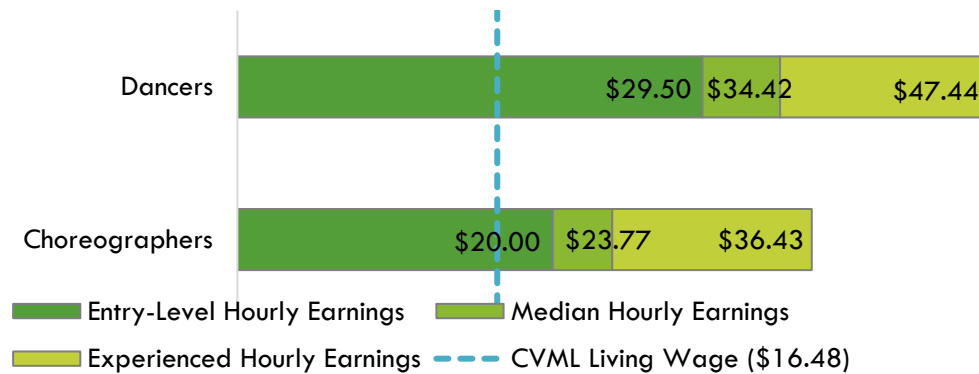 Dancers $29.50 $34.42 $47.44
Choreographers $20.00 $23.77 $36.43
Entry-Level Hourly Earnings Median Hourly Earnings
Experienced Hourly Earnings CVML Living Wage ($16.48)